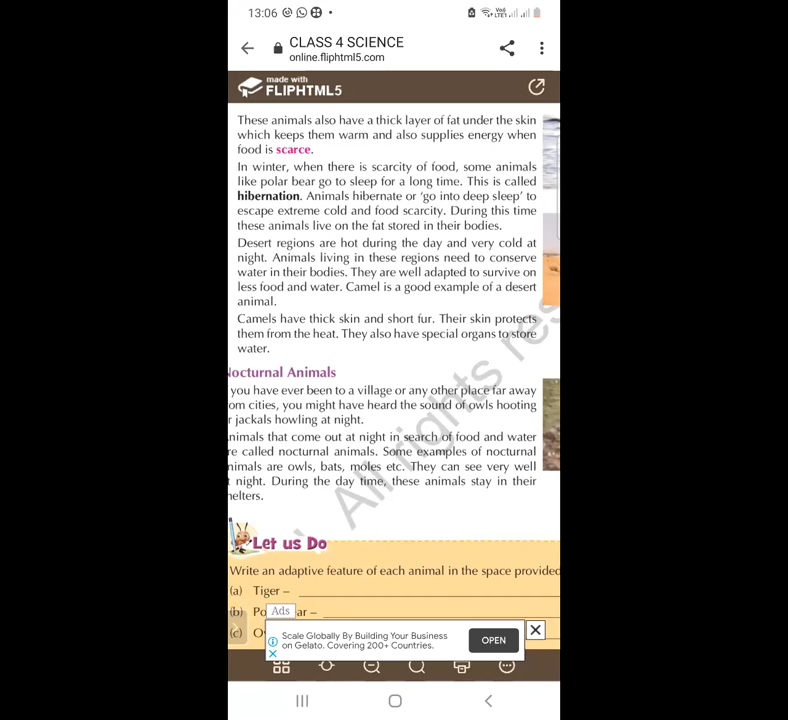 13:06
Vo)
LTE1
CLASS 4 SCIENCE
online.fliphtml5.com
made with
FLIPHTML5
These animals also have a thick layer of fat under the skin
which keeps them warm and also supplies energy when
food is scarce.
In winter, when there is scarcity of food, some animals
like polar bear go to sleep for a long time. This is called
hibernation. Animals hibernate or ‘go into deep sleep’ to
escape extreme cold and food scarcity. During this time
these animals live on the fat stored in their bodies.
Desert regions are hot during the day and very cold at
night. Animals living in these regions need to conserve
water in their bodies. They are well adapted to survive on
less food and water. Camel is a good example of a desert
animal.
Camels have thick skin and short fur. Their skin protects
them from the heat. They also have special organs to store
water.
Nocturnal Animals
you have ever been to a village or any other place far away
om cities, you might have heard the sound of owls hooting
r jackals howling at night.
nimals that come out at night in search of food and water
re called nocturnal animals. Some examples of nocturnal
nimals are owls, bats, moles etc. They can see very well
t night. During the day time, these animals stay in their
helters.
All rights res
Let us Do
Write an adaptive feature of each animal in the space provided
(a) Tiger –
(b) Po ar –
(c) O
Ads
Scale Globally By Building Your Business
on Gelato. Covering 200+ Countries.
OPEN